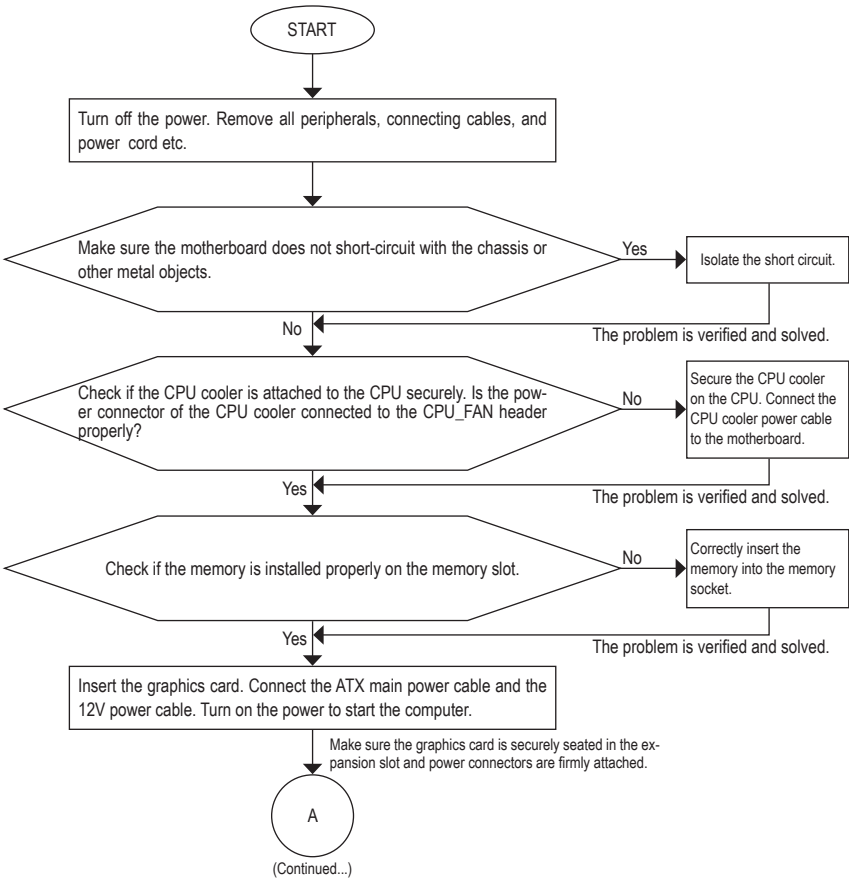 START
Turn off the power. Remove all peripherals, connecting cables, and
power cord etc.
Make sure the motherboard does not short-circuit with the chassis or
other metal objects.
Yes
Isolate the short circuit.
No
The problem is verified and solved.
Check if the CPU cooler is attached to the CPU securely. Is the pow-
er connector of the CPU cooler connected to the CPU_FAN header
properly?
No
Secure the CPU cooler
on the CPU. Connect the
CPU cooler power cable
to the motherboard.
Yes
The problem is verified and solved.
Check if the memory is installed properly on the memory slot.
No
Correctly insert the
memory into the memory
socket.
Yes
The problem is verified and solved.
Insert the graphics card. Connect the ATX main power cable and the
12V power cable. Turn on the power to start the computer.
Make sure the graphics card is securely seated in the ex-
pansion slot and power connectors are firmly attached.
A
(Continued...)